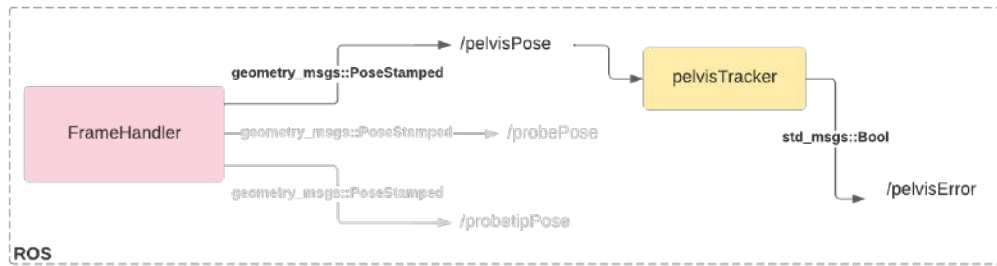 /pelvisPose
geometry_msgs::PoseStamped
pelvisTracker
FrameHandler
geometry_msgs::PoseStamped
/probePose
std_msgs::Bool
geometry_msgs::PoseStamped
/pelvisError
/probetipPose
ROS